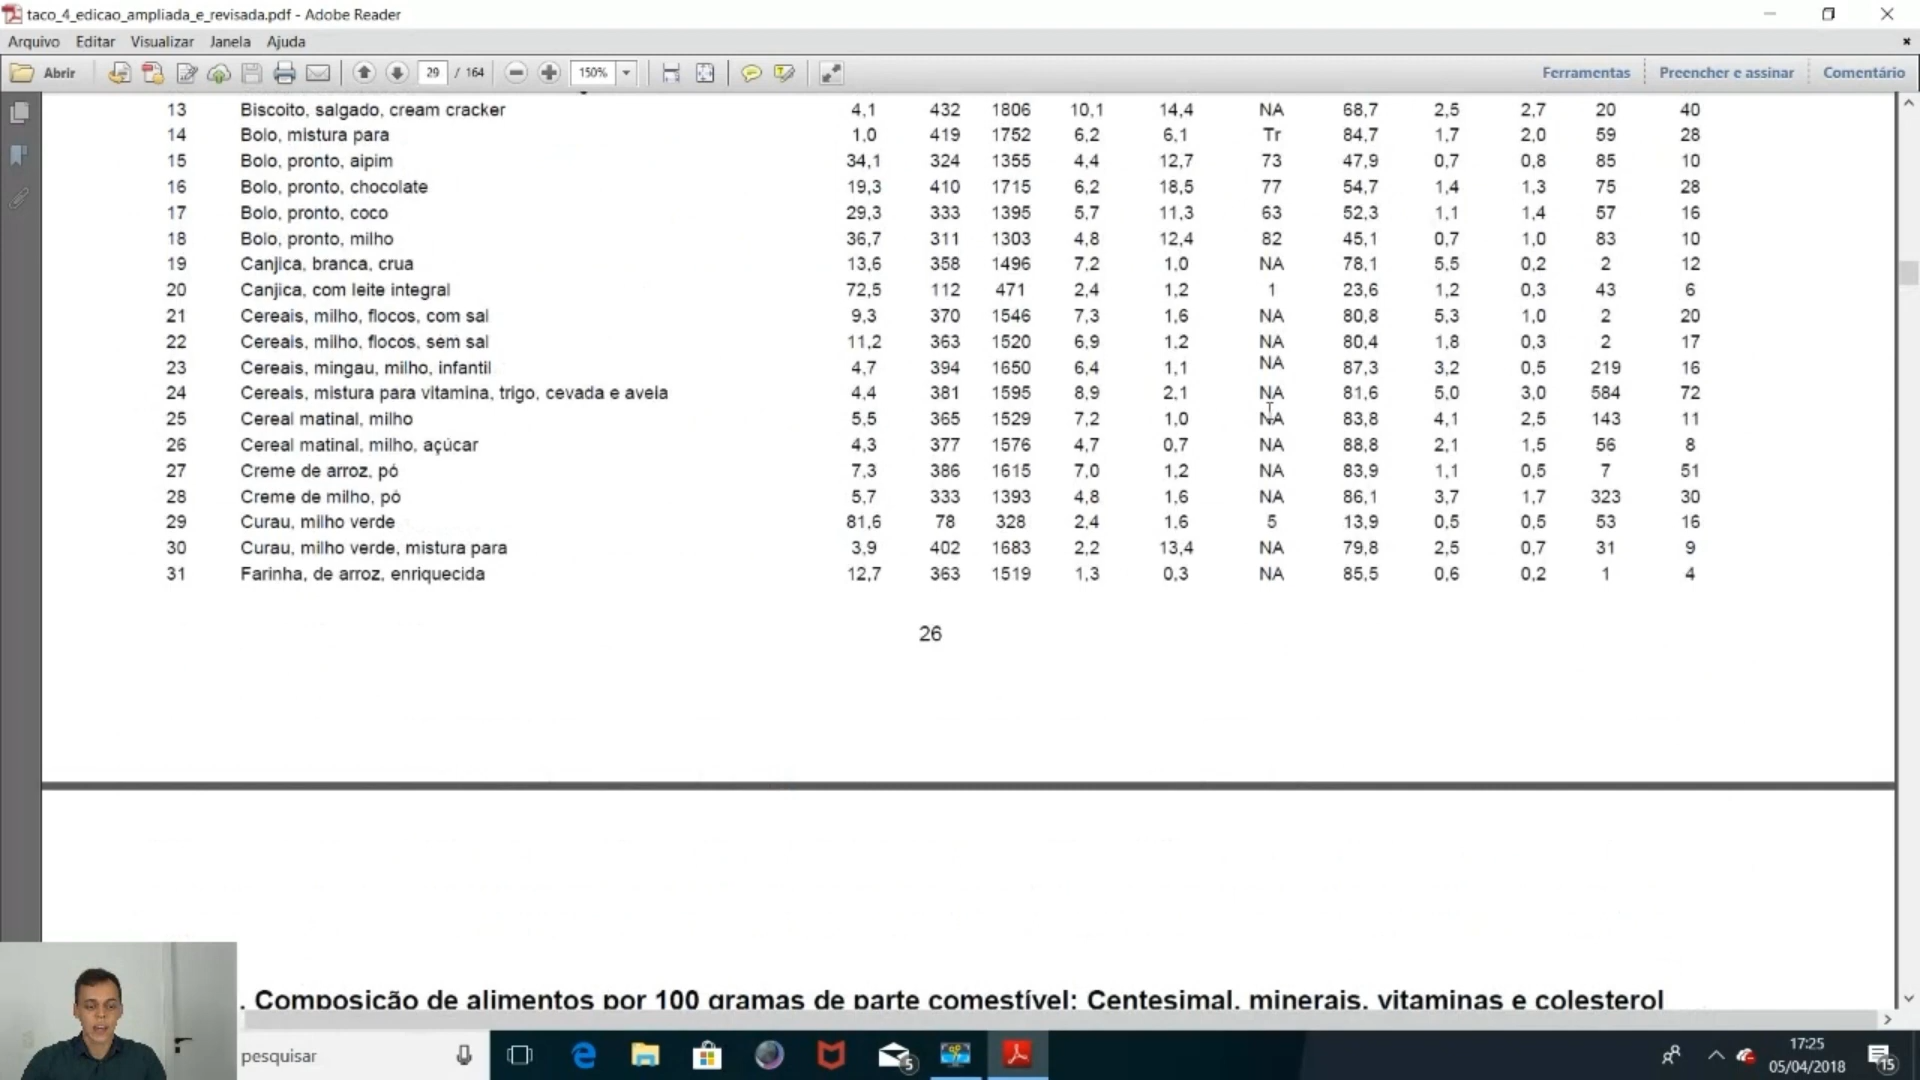 taco_4_edicao_ampliada_e_revisada.pdf - Adobe Reader
Arquivo Editar Visualizar Janela Ajuda
Abrir 29 / 164 150% Ferramentas Preencher e assinar Comentário
13 Biscoito, salgado, cream cracker 4,1 432 1806 10,1 14,4 NA 68,7 2,5 2,7 20 40
14 Bolo, mistura para 1,0 419 1752 6,2 6,1 Tr 84,7 1,7 2,0 59 28
15 Bolo, pronto, aipim 34,1 324 1355 4,4 12,7 73 47,9 0,7 0,8 85 10
16 Bolo, pronto, chocolate 19,3 410 1715 6,2 18,5 77 54,7 1,4 1,3 75 28
17 Bolo, pronto, coco 29,3 333 1395 5,7 11,3 63 52,3 1,1 1,4 57 16
18 Bolo, pronto, milho 36,7 311 1303 4,8 12,4 82 45,1 0,7 1,0 83 10
19 Canjica, branca, crua 13,6 358 1496 7,2 1,0 NA 78,1 5,5 0,2 2 12
20 Canjica, com leite integral 72,5 112 471 2,4 1,2 1 23,6 1,2 0,3 43 6
21 Cereais, milho, flocos, com sal 9,3 370 1546 7,3 1,6 NA 80,8 5,3 1,0 2 20
22 Cereais, milho, flocos, sem sal 11,2 363 1520 6,9 1,2 NA 80,4 1,8 0,3 2 17
23 Cereais, mingau, milho, infantil 4,7 394 1650 6,4 1,1 NA 87,3 3,2 0,5 219 16
24 Cereais, mistura para vitamina, trigo, cevada e aveia 4,4 381 1595 8,9 2,1 NA 81,6 5,0 3,0 584 72
25 Cereal matinal, milho 5,5 365 1529 7,2 1,0 NA 83,8 4,1 2,5 143 11
26 Cereal matinal, milho, açúcar 4,3 377 1576 4,7 0,7 NA 88,8 2,1 1,5 56 8
27 Creme de arroz, pó 7,3 386 1615 7,0 1,2 NA 83,9 1,1 0,5 7 51
28 Creme de milho, pó 5,7 333 1393 4,8 1,6 NA 86,1 3,7 1,7 323 30
29 Curau, milho verde 81,6 78 328 2,4 1,6 5 13,9 0,5 0,5 53 16
30 Curau, milho verde, mistura para 3,9 402 1683 2,2 13,4 NA 79,8 2,5 0,7 31 9
31 Farinha, de arroz, enriquecida 12,7 363 1519 1,3 0,3 NA 85,5 0,6 0,2 1 4
26
. Composição de alimentos por 100 gramas de parte comestível: Centesimal, minerais, vitaminas e colesterol
pesquisar 5 17:25 15
05/04/2018